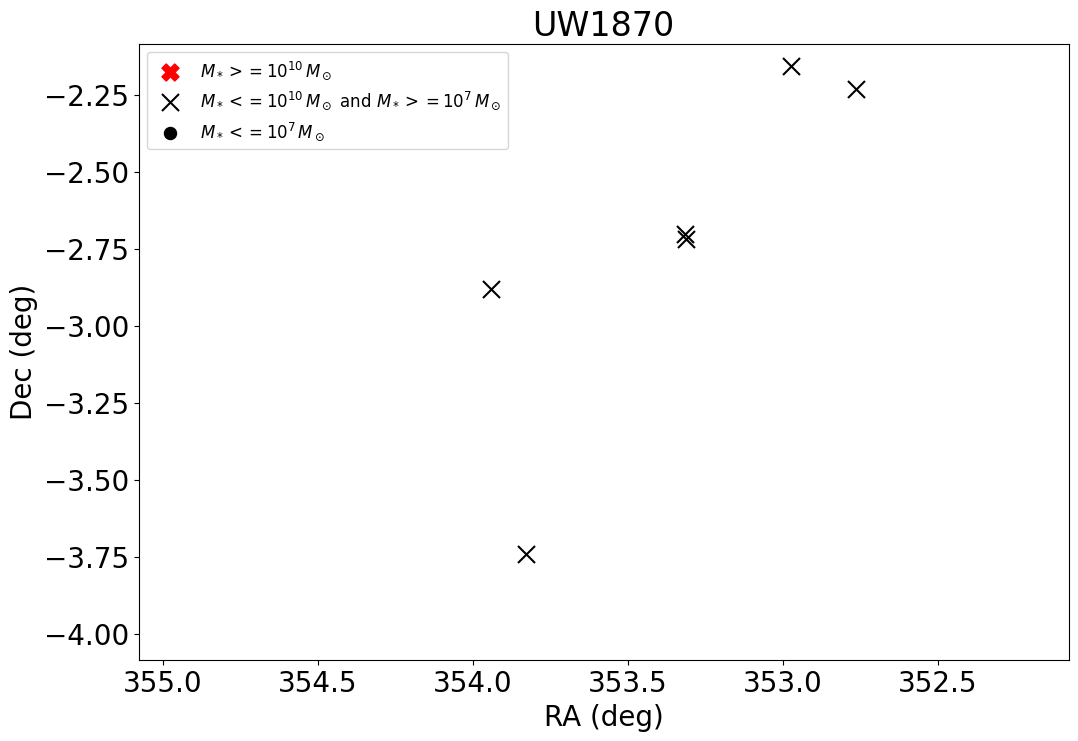 UW1870
M* >= 10^10 M⊙
M* <= 10^10 M⊙ and M* >= 10^7 M⊙
M* <= 10^7 M⊙
−2.25
−2.50
−2.75
−3.00
−3.25
−3.50
−3.75
−4.00
Dec (deg)
355.0 354.5 354.0 353.5 353.0 352.5
RA (deg)